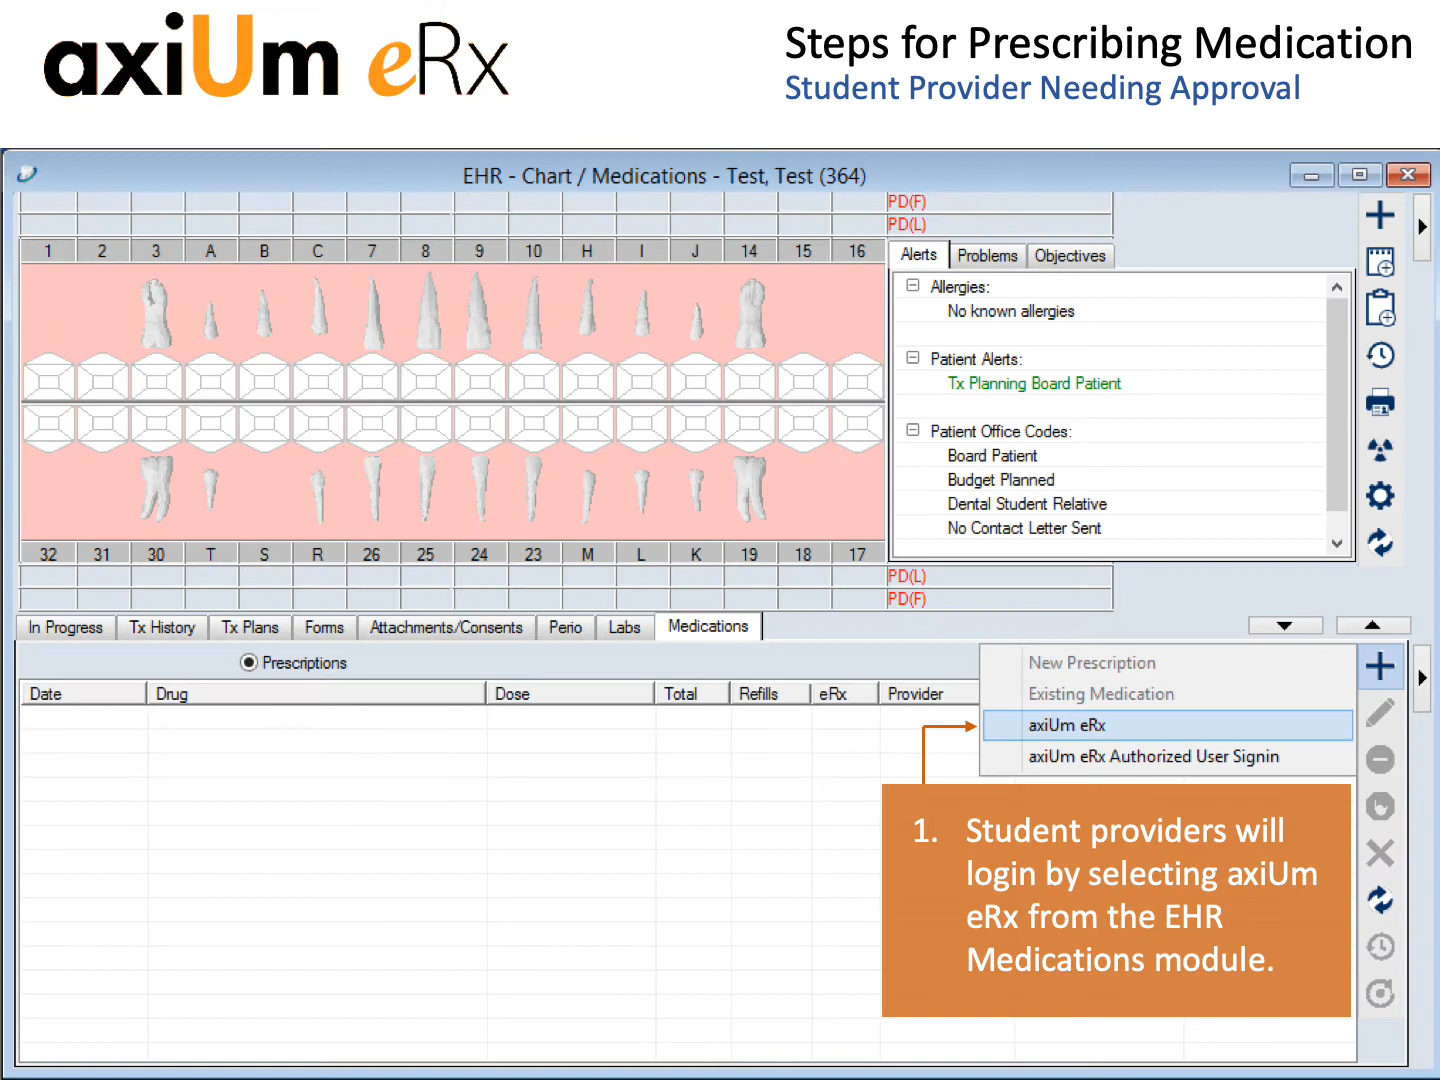 axiUm eRx
Steps for Prescribing Medication
Student Provider Needing Approval
EHR - Chart / Medications - Test, Test (364)
PD(F)
PD(L)
1 2 3 A B C 7 8 9 10 H I J 14 15 16
Alerts Problems Objectives
Allergies:
No known allergies
Patient Alerts:
Tx Planning Board Patient
Patient Office Codes:
Board Patient
Budget Planned
Dental Student Relative
No Contact Letter Sent
32 31 30 T S R 26 25 24 23 M L K 19 18 17
PD(L)
PD(F)
In Progress Tx History Tx Plans Forms Attachments/Consents Perio Labs Medications
Prescriptions
Date Drug Dose Total Refills eRx Provider
New Prescription
Existing Medication
axiUm eRx
axiUm eRx Authorized User Signin
1. Student providers will
login by selecting axiUm
eRx from the EHR
Medications module.